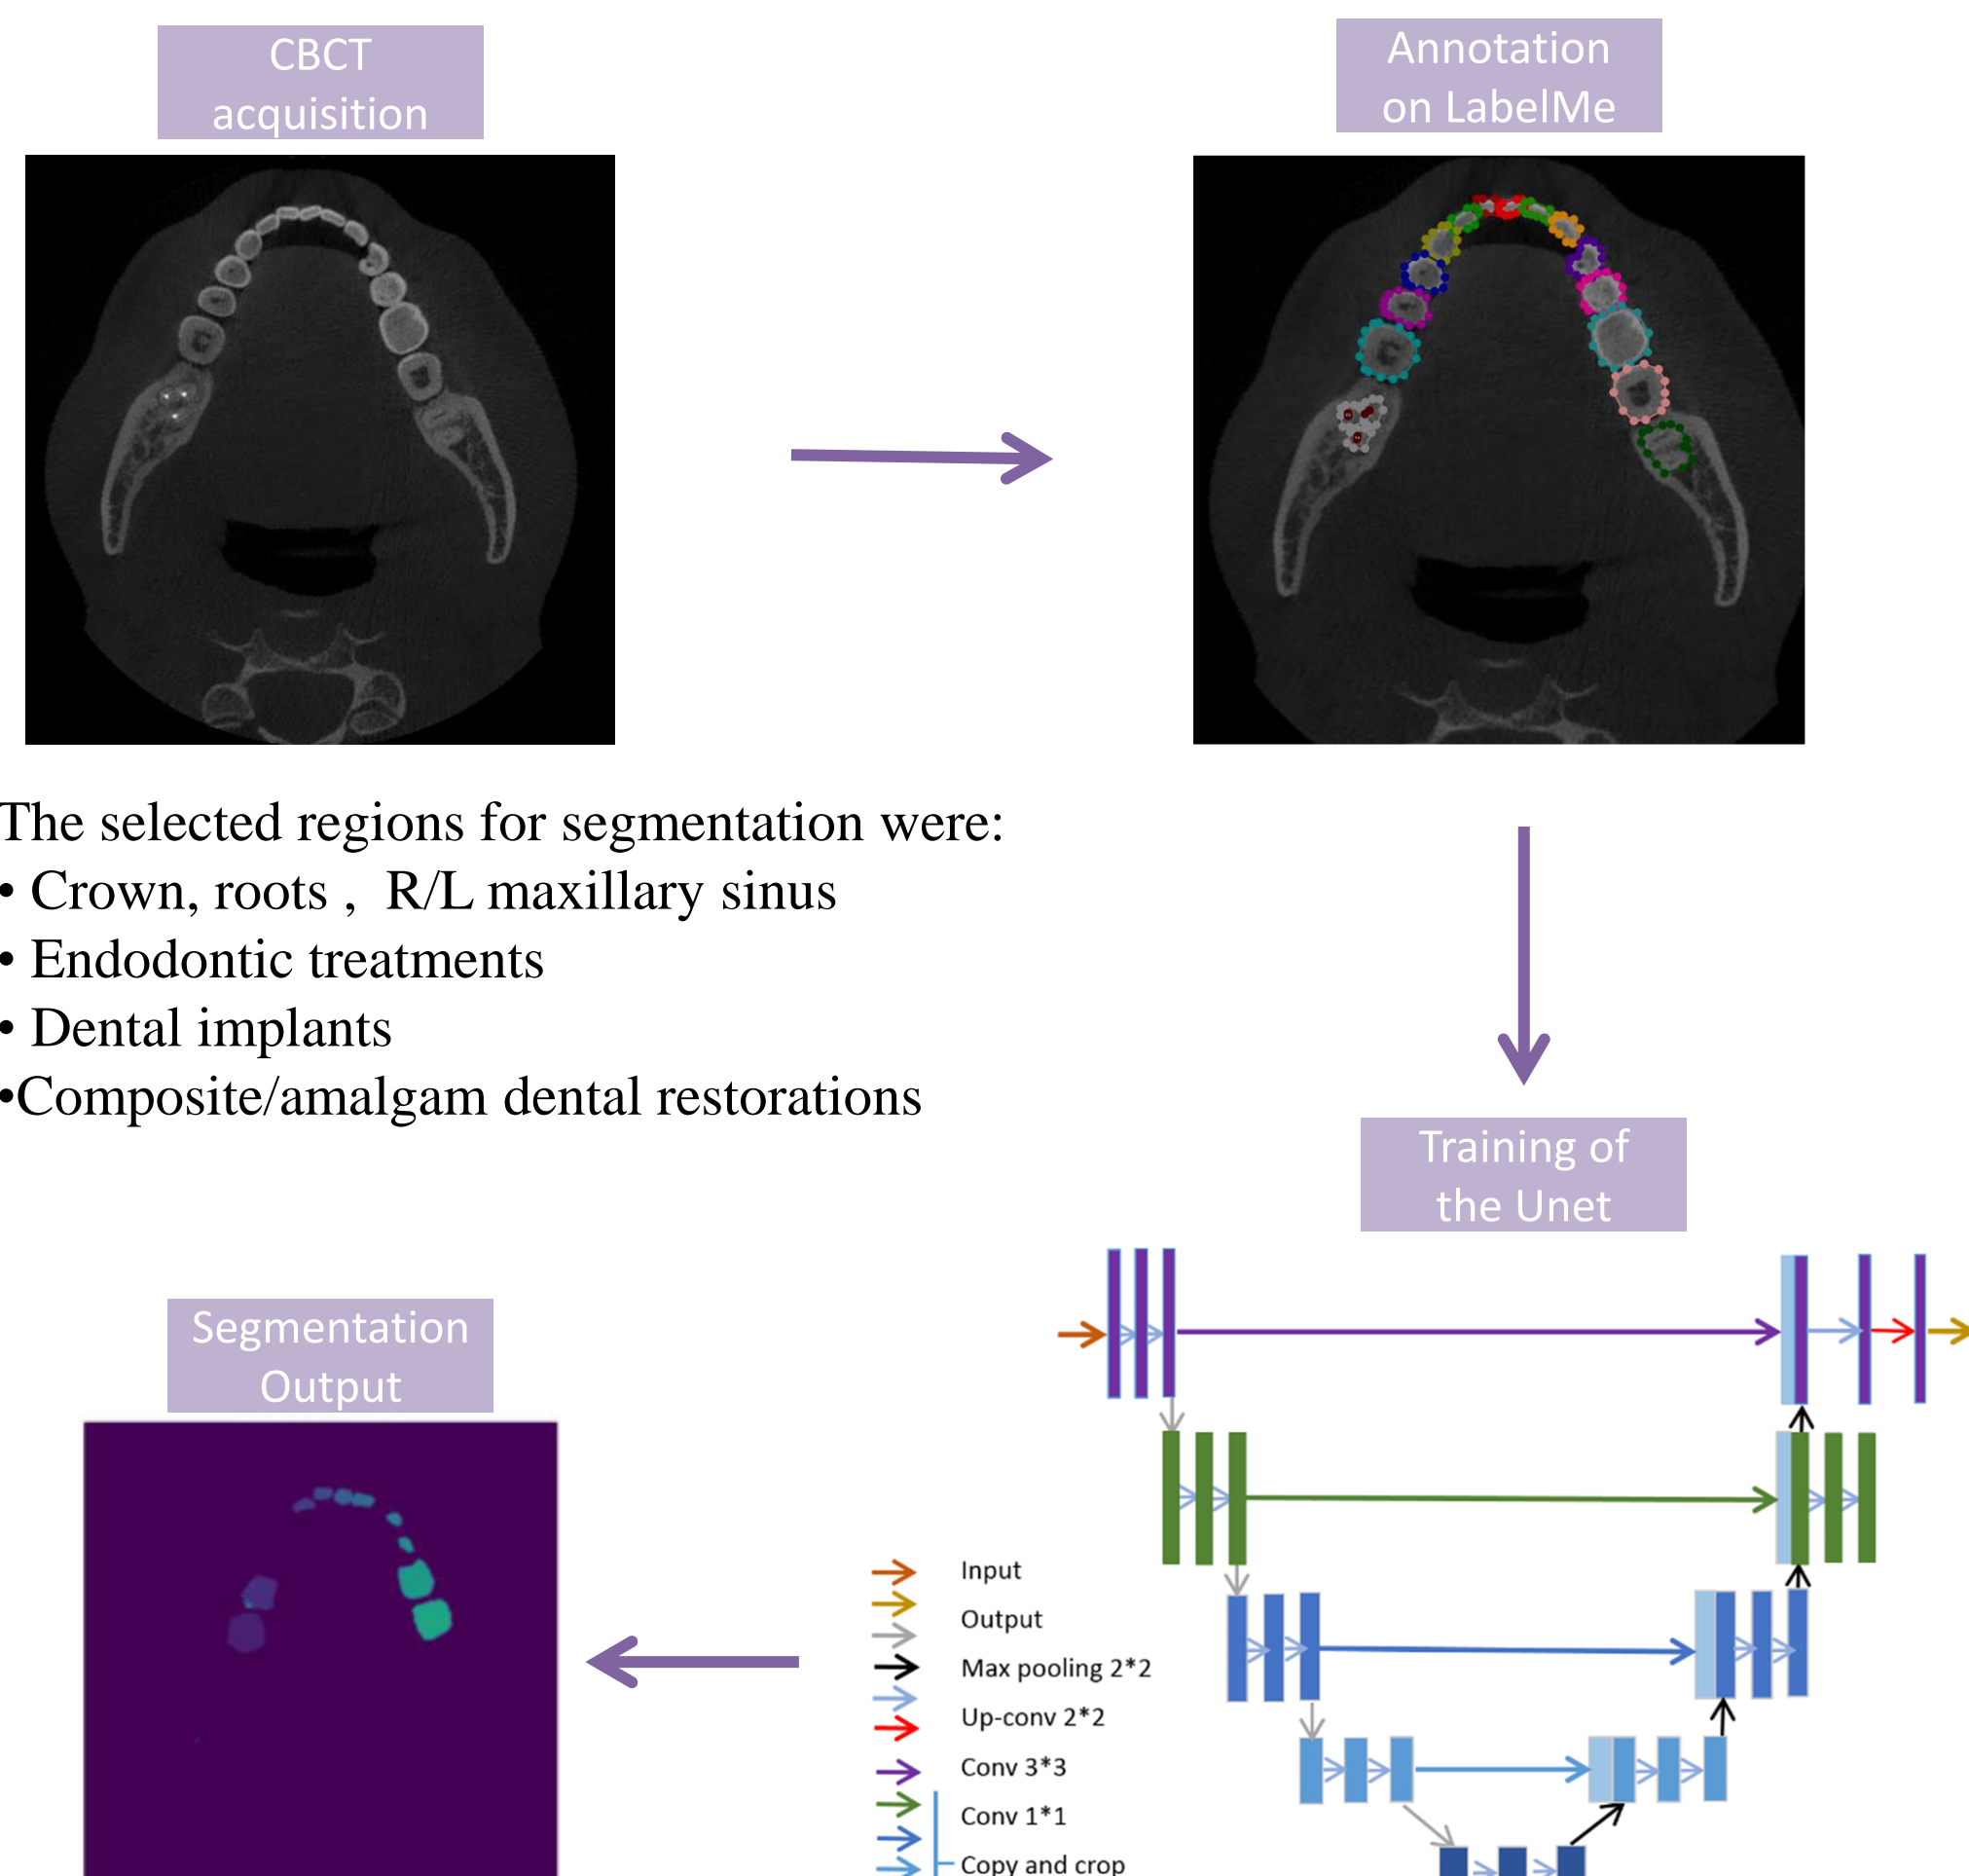 CBCT
acquisition
Annotation
on LabelMe
The selected regions for segmentation were:
• Crown, roots , R/L maxillary sinus
• Endodontic treatments
• Dental implants
•Composite/amalgam dental restorations
Training of
the Unet
Segmentation
Output
Input
Output
Max pooling 2*2
Up-conv 2*2
Conv 3*3
Conv 1*1
Copy and crop